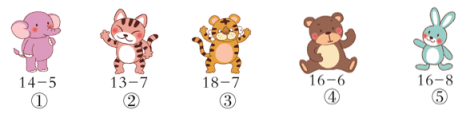 14-5 13-7 18-7 16-6 16-8
① ② ③ ④ ⑤